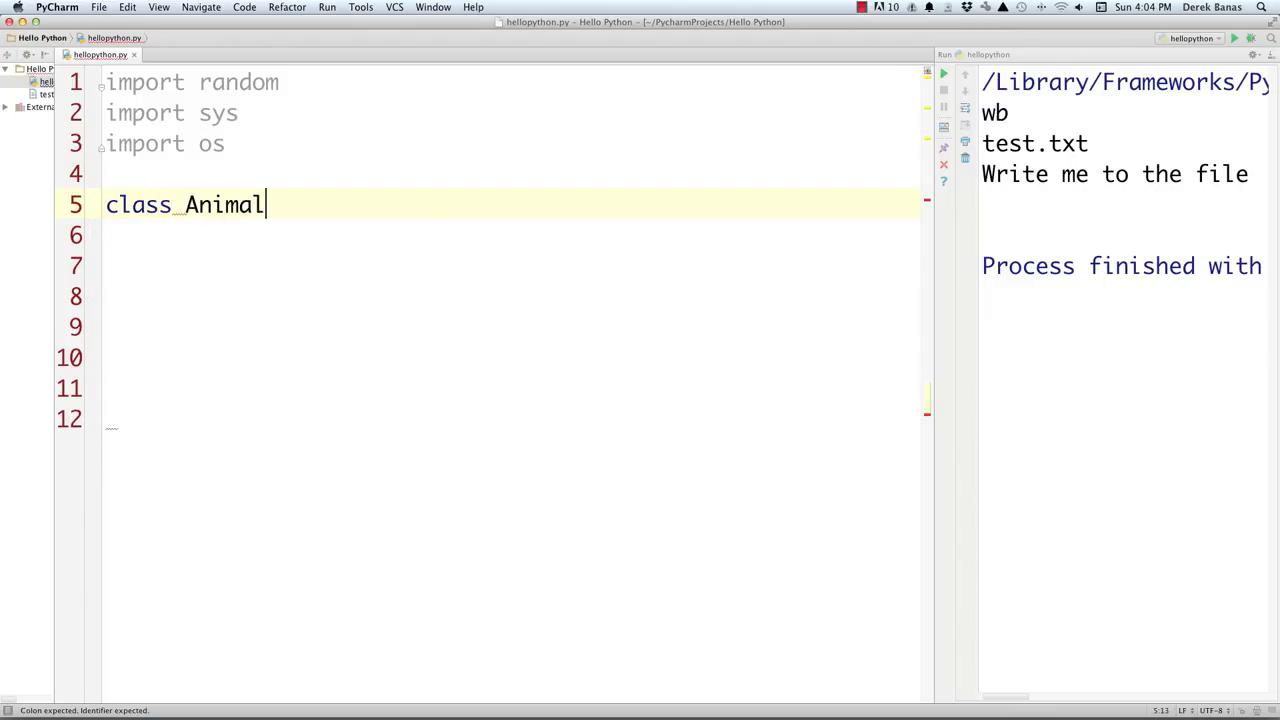 PyCharm File Edit View Navigate Code Refactor Run Tools VCS Window Help 10 Sun 4:04 PM Derek Banas
hellopython.py - Hello Python - [~/PycharmProjects/Hello Python]
Hello Python hellopython.py hellopython
hellopython.py Run hellopython
Hello P
hell
test
Externa
1 import random
2 import sys
3 import os
4
5 class Animal
6
7
8
9
10
11
12
/Library/Frameworks/Py
wb
test.txt
Write me to the file
Process finished with
Colon expected. Identifier expected. 5:13 LF UTF-8